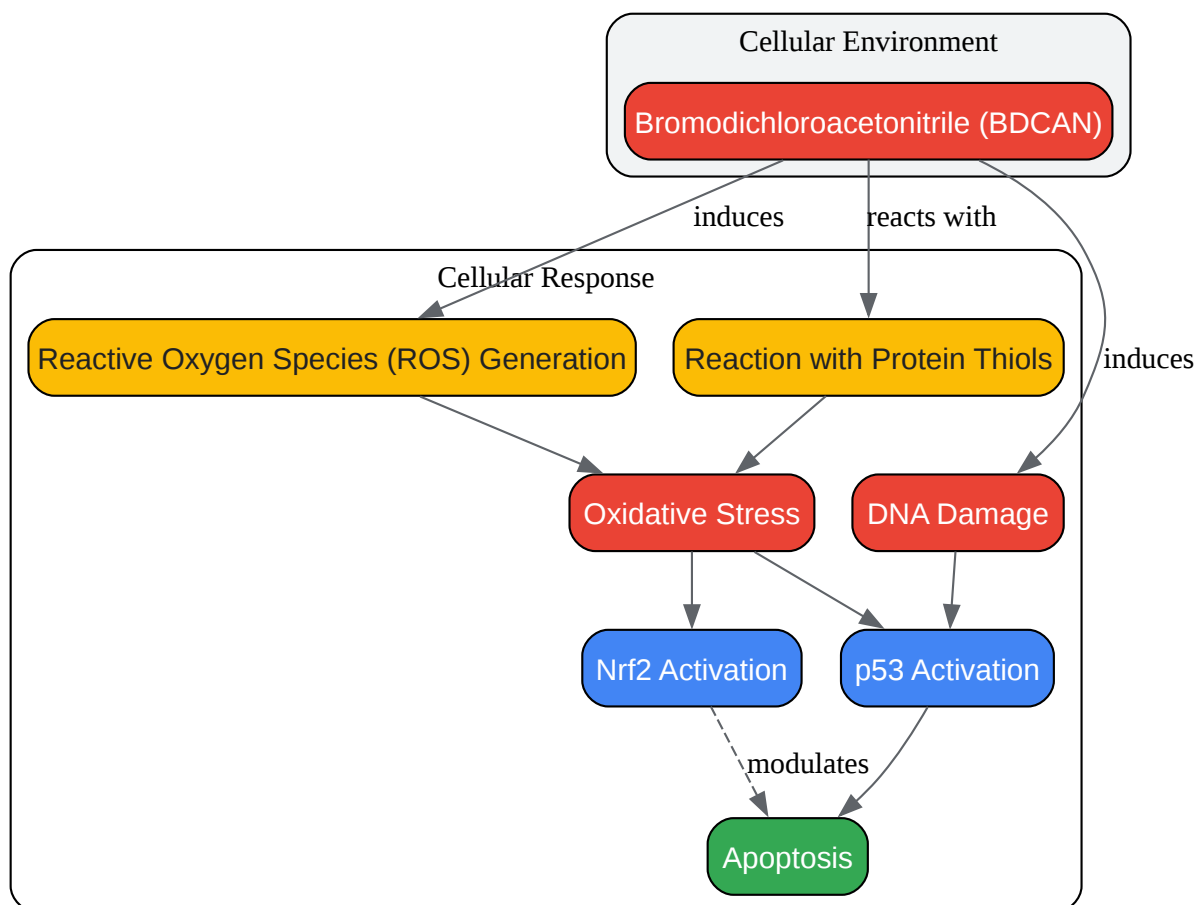 Cellular Environment
Bromodichloroacetonitrile (BDCAN)
induces
reacts with
Cellular Response
Reactive Oxygen Species (ROS) Generation
Reaction with Protein Thiols
induces
Oxidative Stress
DNA Damage
Nrf2 Activation
p53 Activation
modulates
Apoptosis